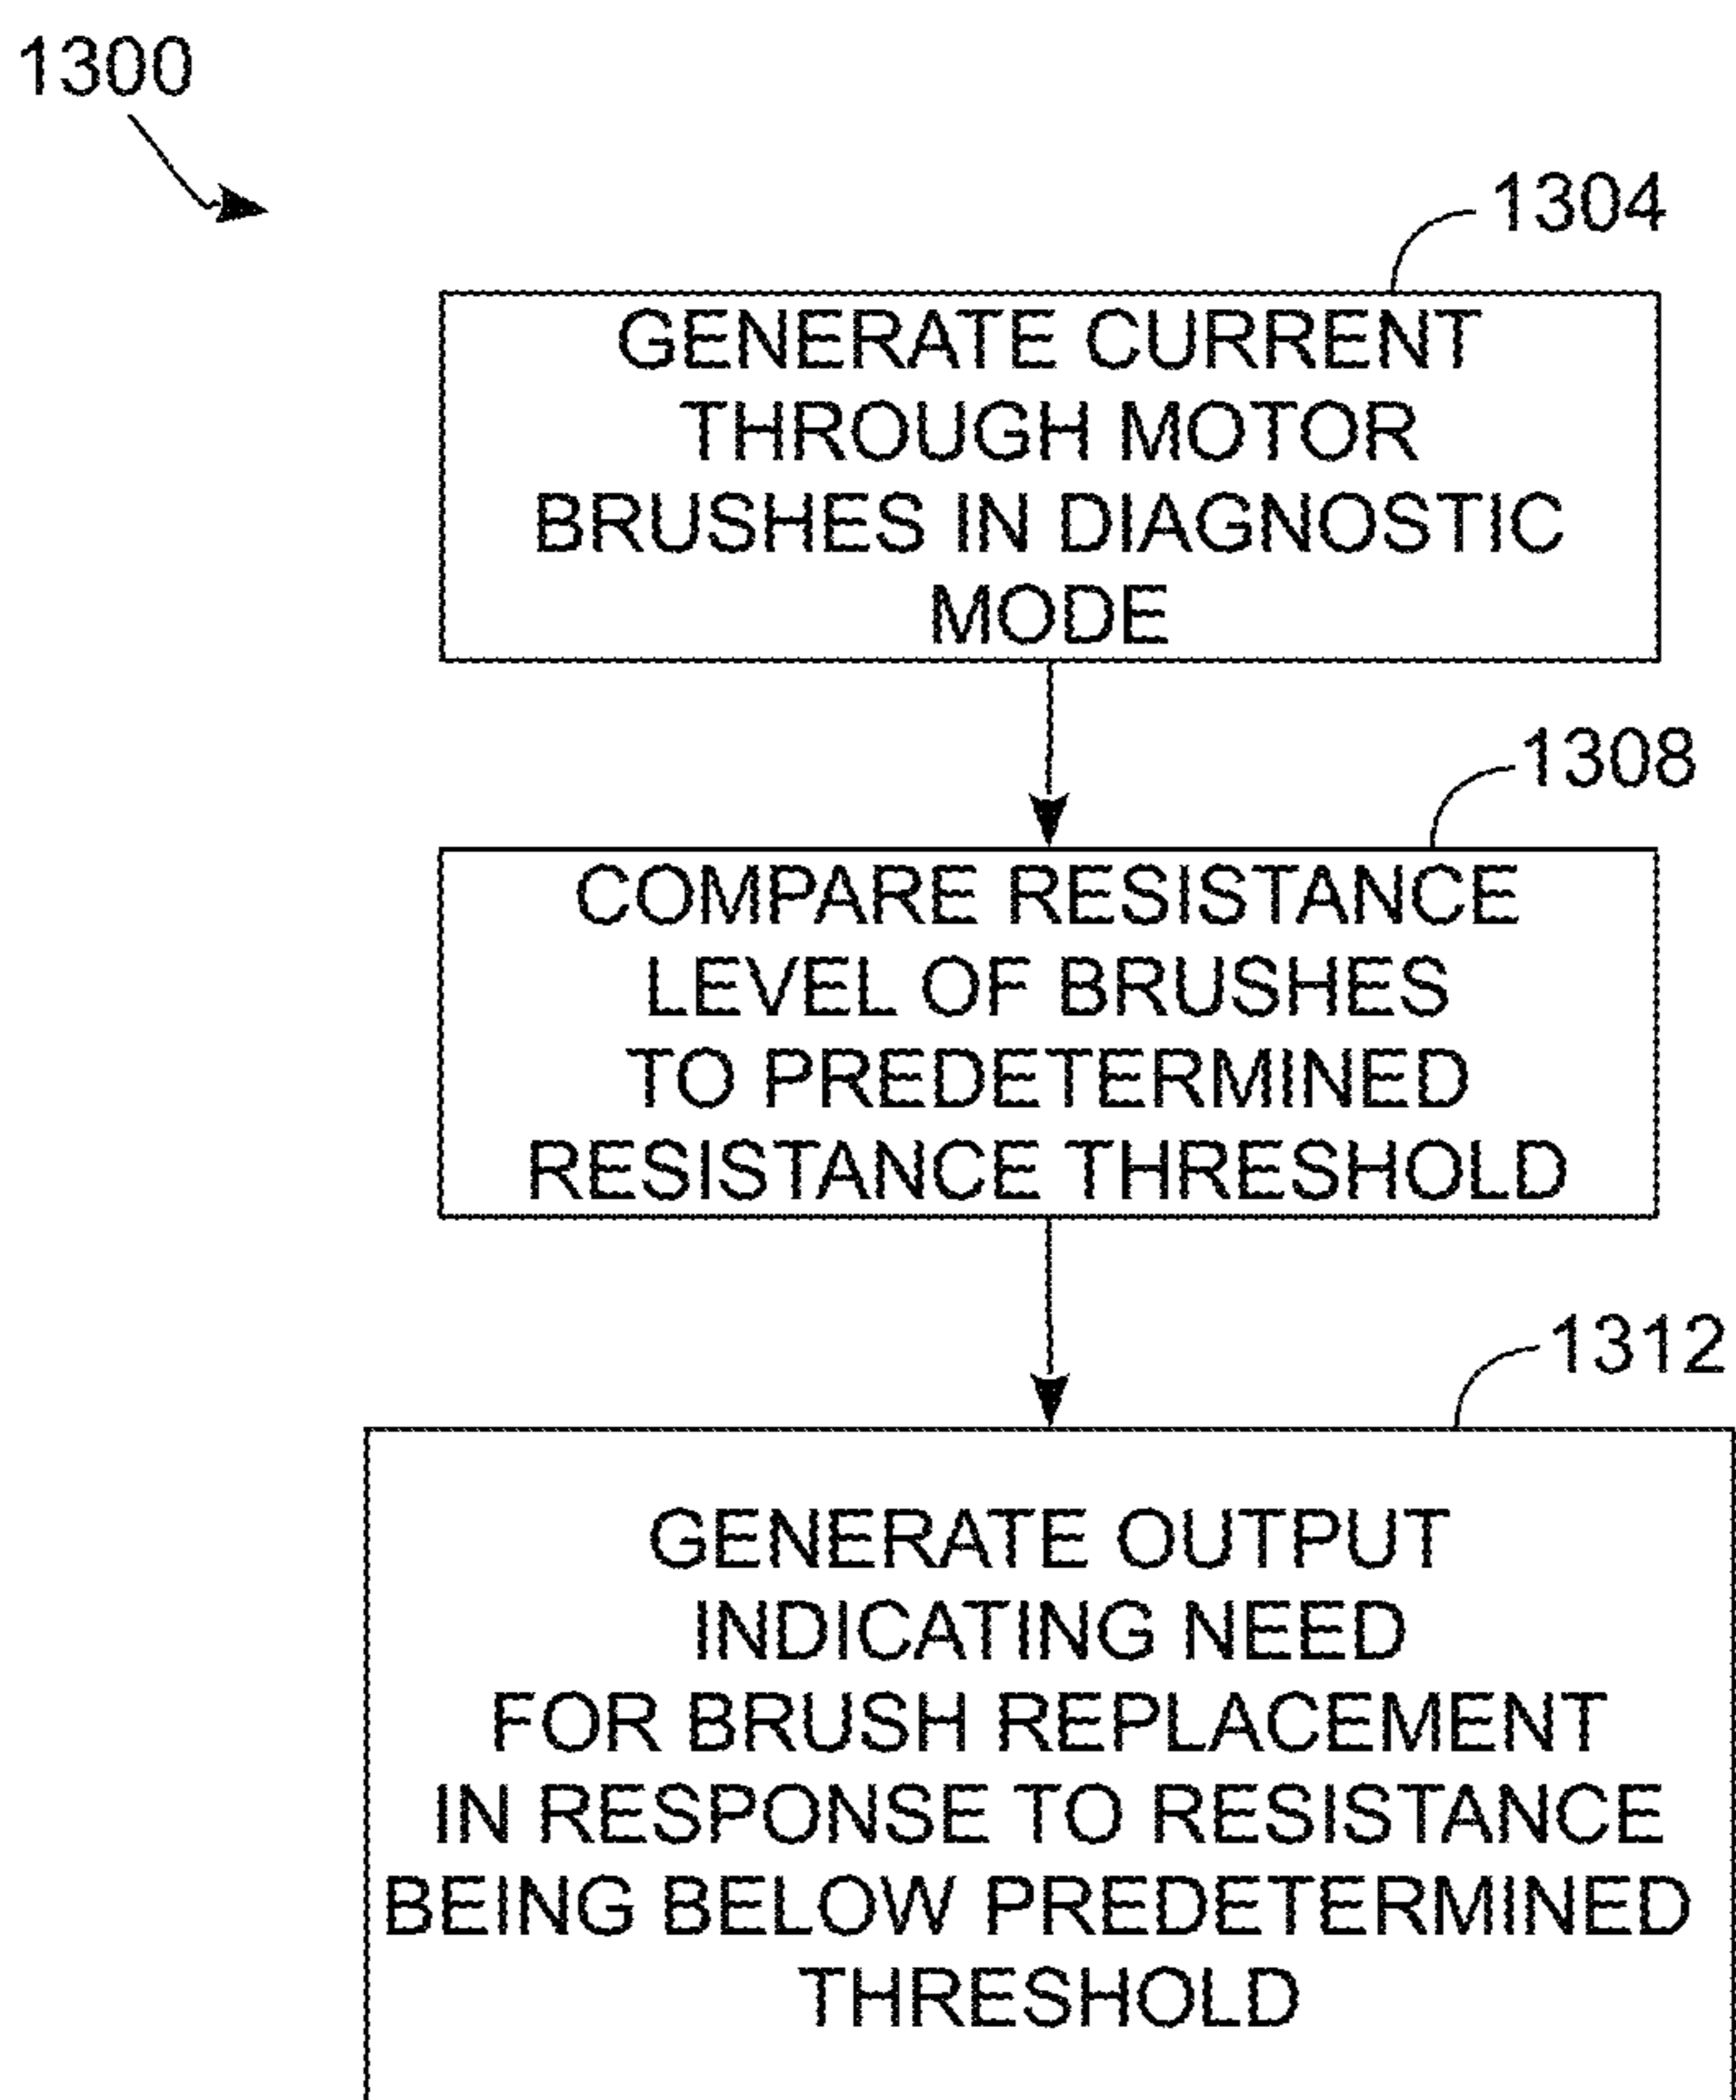 1300
1304
GENERATE CURRENT
THROUGH MOTOR
BRUSHES IN DIAGNOSTIC
MODE
1308
COMPARE RESISTANCE
LEVEL OF BRUSHES
TO PREDETERMINED
RESISTANCE THRESHOLD
1312
GENERATE OUTPUT
INDICATING NEED
FOR BRUSH REPLACEMENT
IN RESPONSE TO RESISTANCE
BEING BELOW PREDETERMINED
THRESHOLD